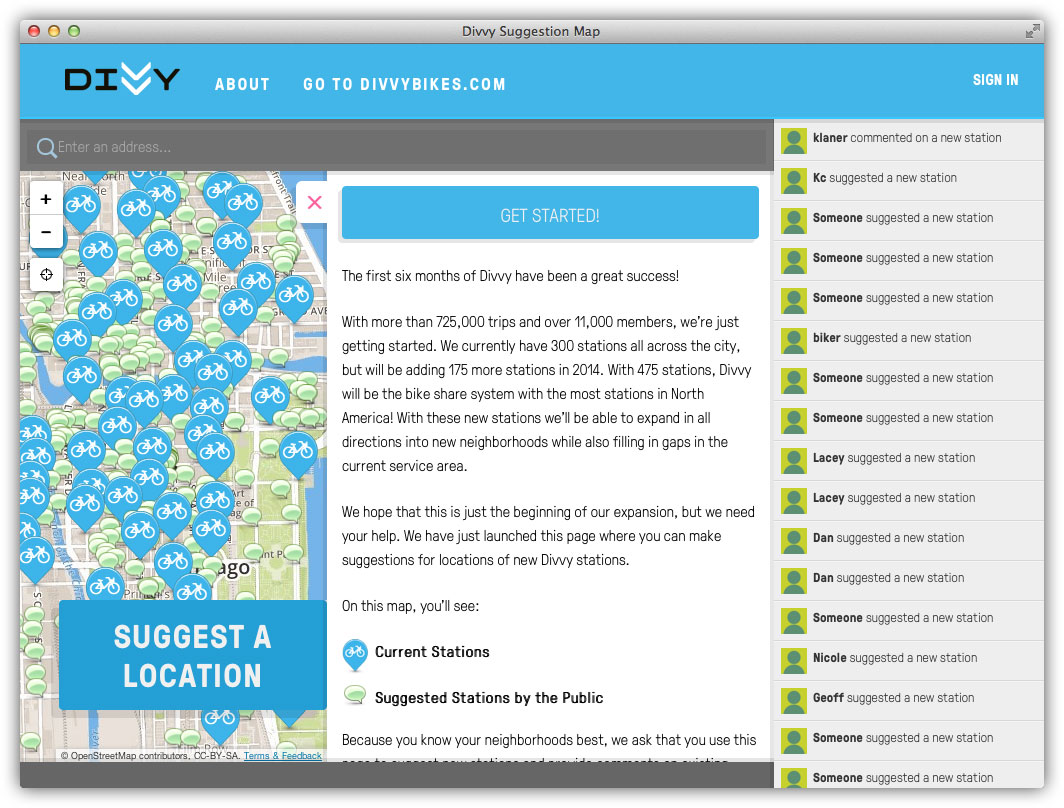 Divvy Suggestion Map
DIVVY
ABOUT
GO TO DIVVYBIKES.COM
SIGN IN
Enter an address...
+
−
GET STARTED!
The first six months of Divvy have been a great success!
With more than 725,000 trips and over 11,000 members, we're just
getting started. We currently have 300 stations all across the city,
but will be adding 175 more stations in 2014. With 475 stations, Divvy
will be the bike share system with the most stations in North
America! With these new stations we'll be able to expand in all
directions into new neighborhoods while also filling in gaps in the
current service area.
We hope that this is just the beginning of our expansion, but we need
your help. We have just launched this page where you can make
suggestions for locations of new Divvy stations.
On this map, you'll see:
Current Stations
Suggested Stations by the Public
Because you know your neighborhoods best, we ask that you use this
page to suggest new stations and provide comments on existing
SUGGEST A
LOCATION
© OpenStreetMap contributors, CC-BY-SA. Terms & Feedback
klaner commented on a new station
Kc suggested a new station
Someone suggested a new station
Someone suggested a new station
Someone suggested a new station
biker suggested a new station
Someone suggested a new station
Someone suggested a new station
Lacey suggested a new station
Lacey suggested a new station
Dan suggested a new station
Dan suggested a new station
Someone suggested a new station
Nicole suggested a new station
Geoff suggested a new station
Someone suggested a new station
Someone suggested a new station